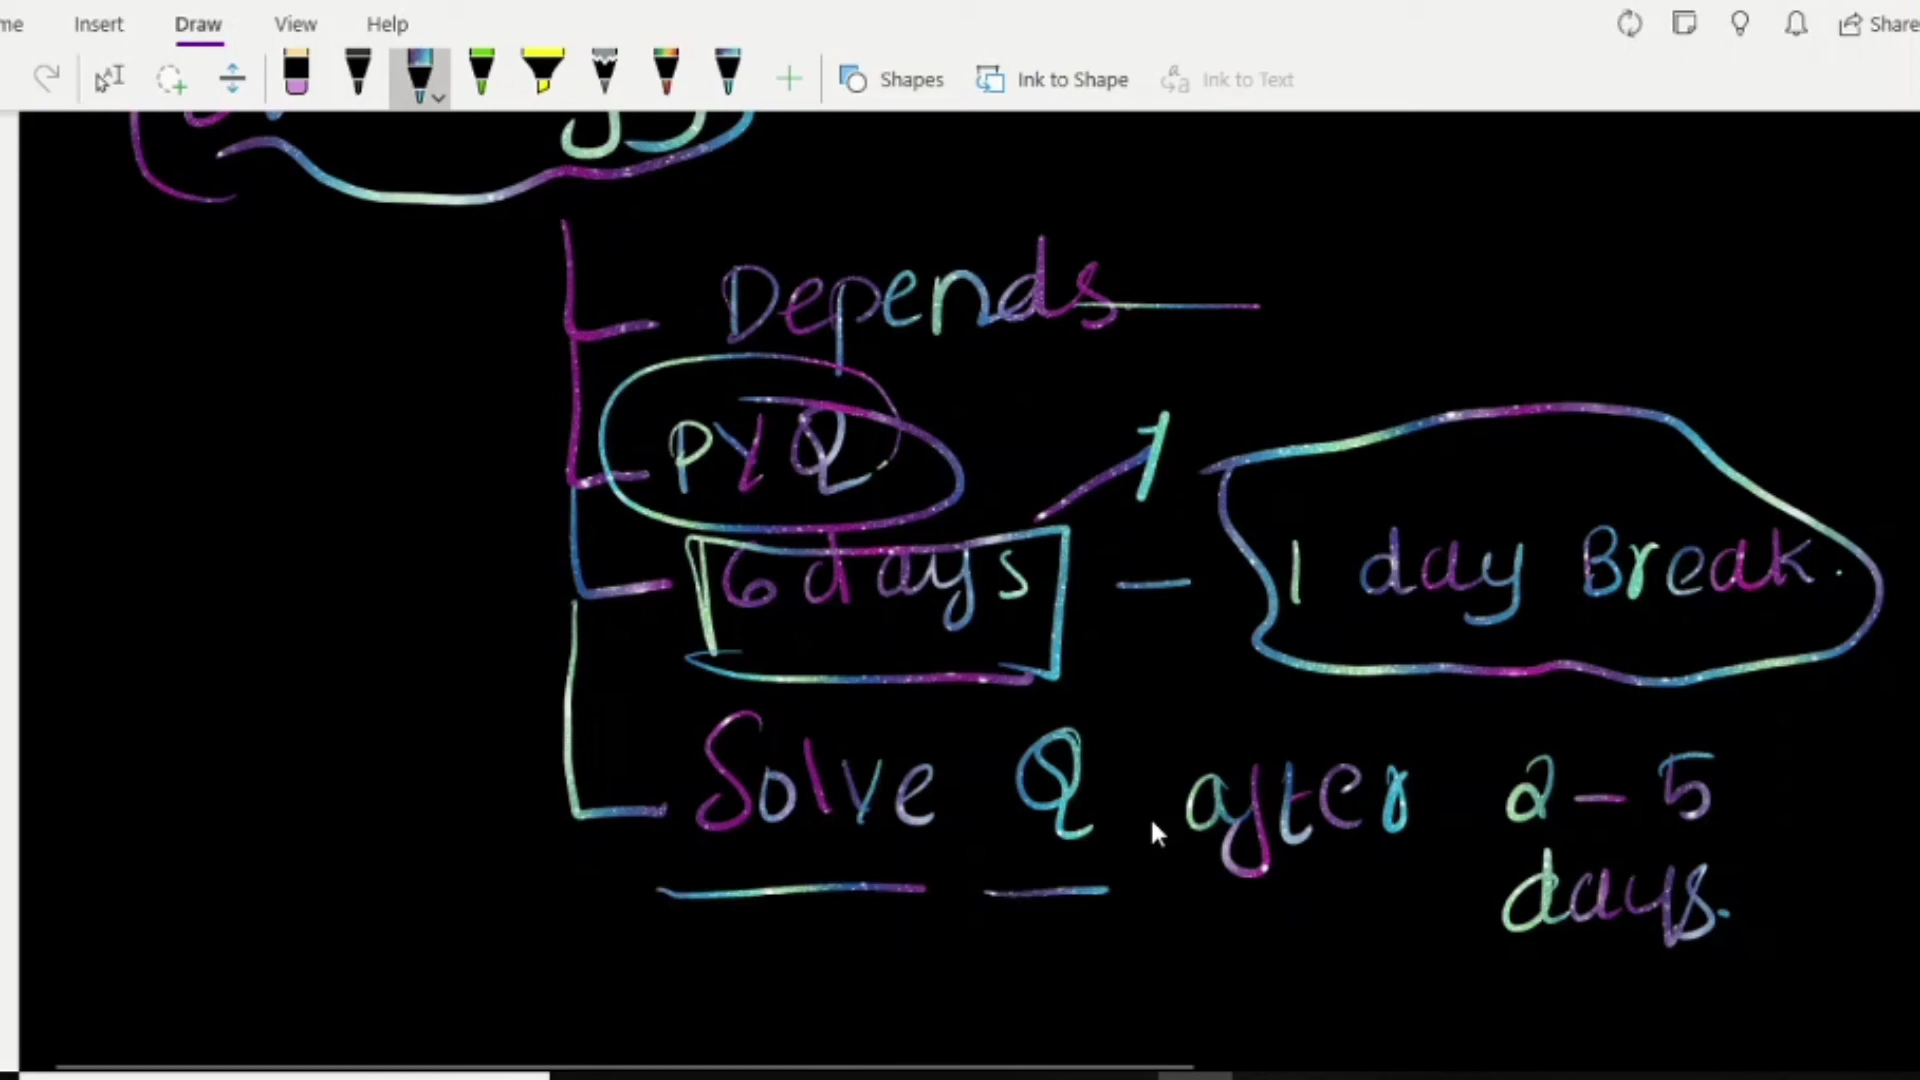 Insert Draw View Help Share
Shapes Ink to Shape Ink to Text
Depends
PYQ
1
6 days - 1 day Break.
Solve Q after 2-5
days.